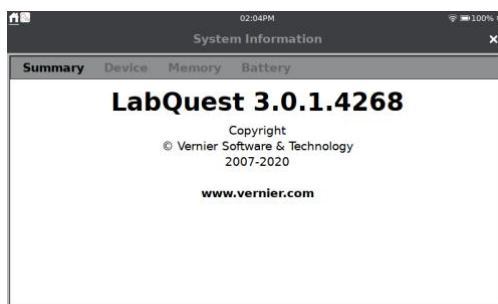 02:04PM
100%
System Information
×
Summary Device Memory Battery
LabQuest 3.0.1.4268
Copyright
© Vernier Software & Technology
2007-2020
www.vernier.com